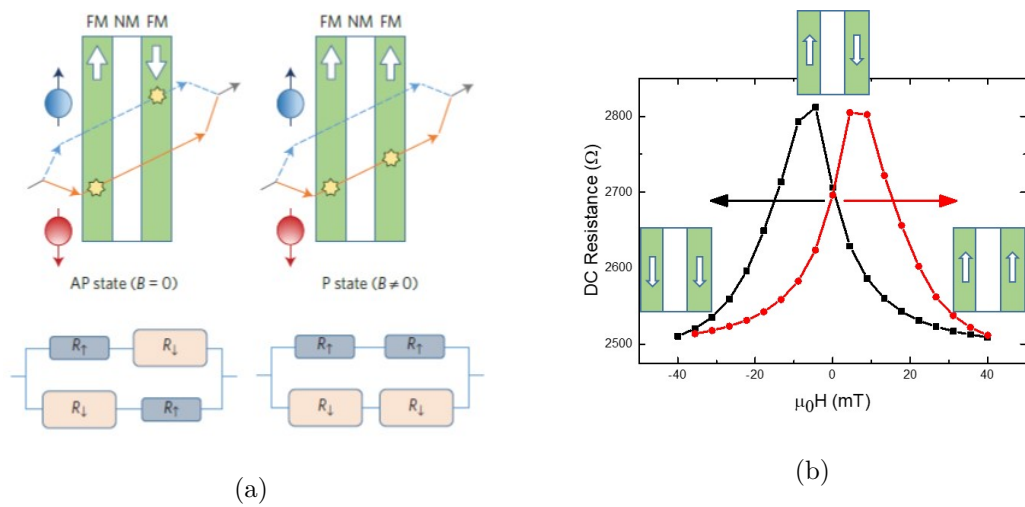 FM NM FM FM NM FM
AP state (B = 0) P state (B ≠ 0)
R↑ R↓ R↑ R↑
R↓ R↑ R↓ R↓
(a)
DC Resistance (Ω)
2800
2700
2600
2500
-40 -20 0 20 40
μ₀H (mT)
(b)